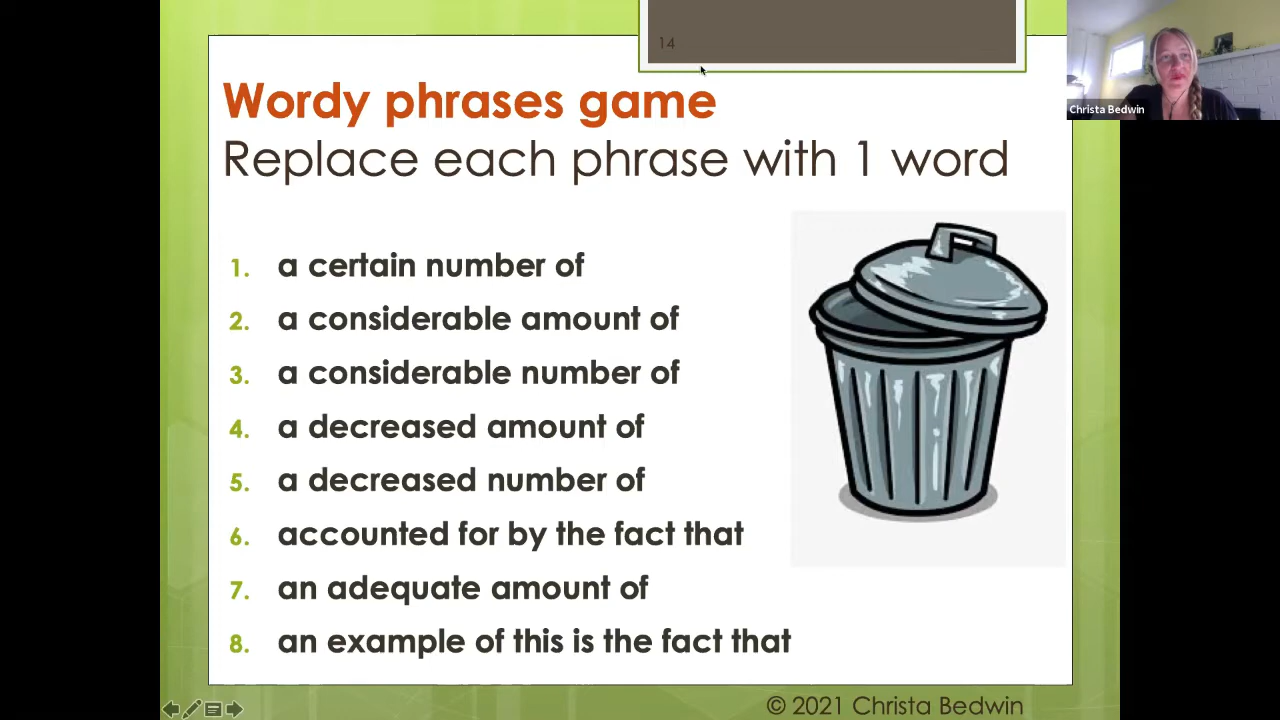 14
Christa Bedwin
Wordy phrases game
Replace each phrase with 1 word
1. a certain number of
2. a considerable amount of
3. a considerable number of
4. a decreased amount of
5. a decreased number of
6. accounted for by the fact that
7. an adequate amount of
8. an example of this is the fact that
© 2021 Christa Bedwin